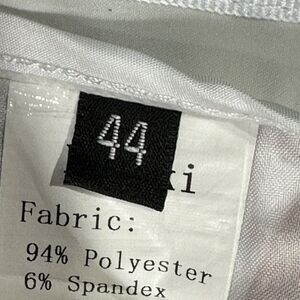 44
Fabric:
94% Polyester
6% Spandex